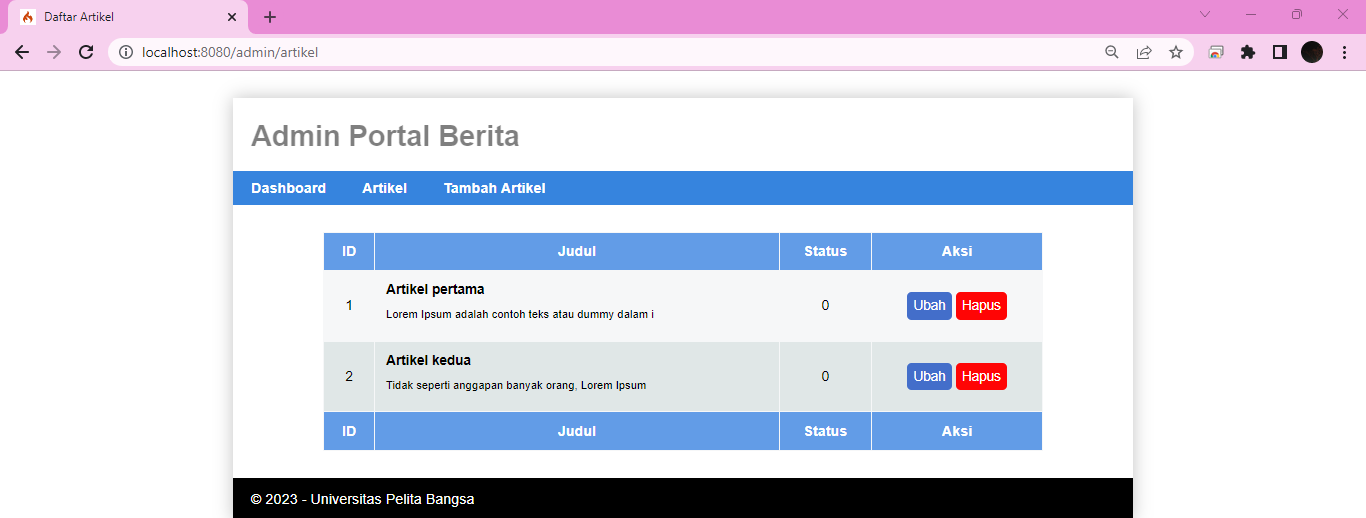 Daftar Artikel
localhost:8080/admin/artikel
Admin Portal Berita
Dashboard Artikel Tambah Artikel
ID Judul Status Aksi
1 Artikel pertama 0 Ubah Hapus
Lorem Ipsum adalah contoh teks atau dummy dalam i
2 Artikel kedua 0 Ubah Hapus
Tidak seperti anggapan banyak orang, Lorem Ipsum
ID Judul Status Aksi
© 2023 - Universitas Pelita Bangsa